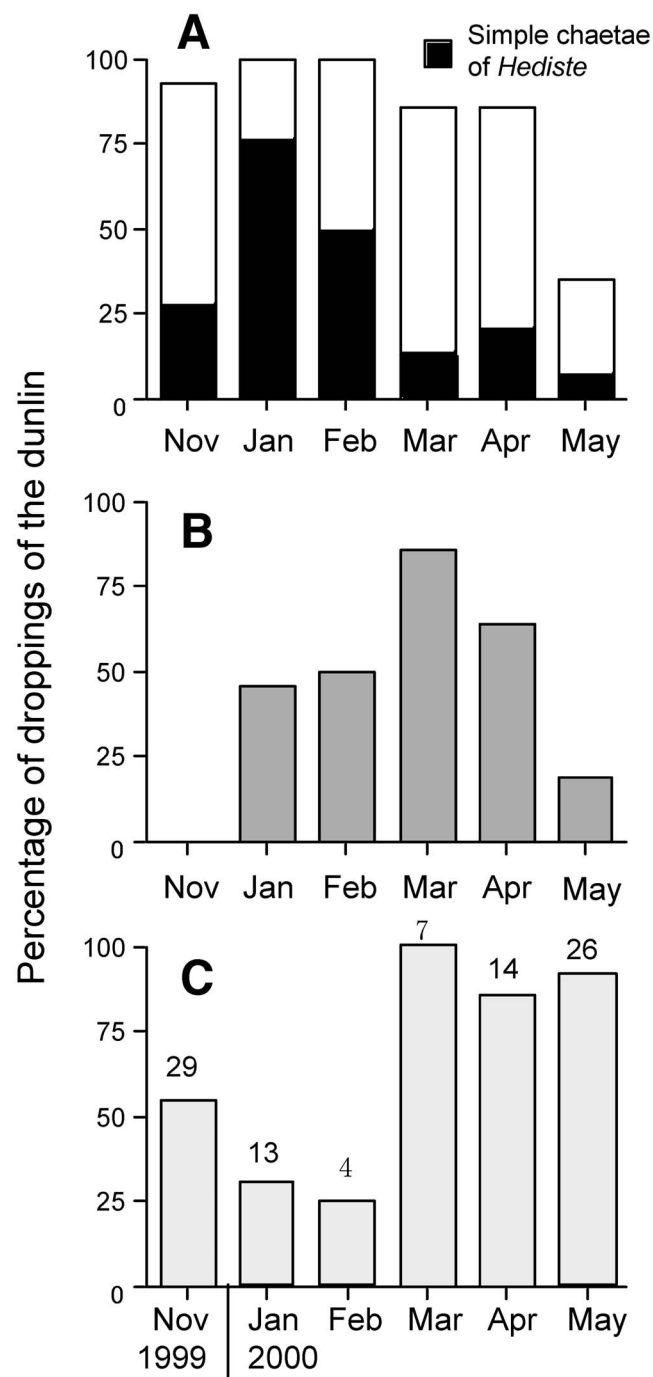 A
Simple chaetae
of Hediste
100
75
50
25
0
Nov Jan Feb Mar Apr May
Percentage of droppings of the dunlin
B
100
75
50
25
0
Nov Jan Feb Mar Apr May
C
100
75
50
25
0
29
13
4
7
14
26
Nov Jan Feb Mar Apr May
1999 2000